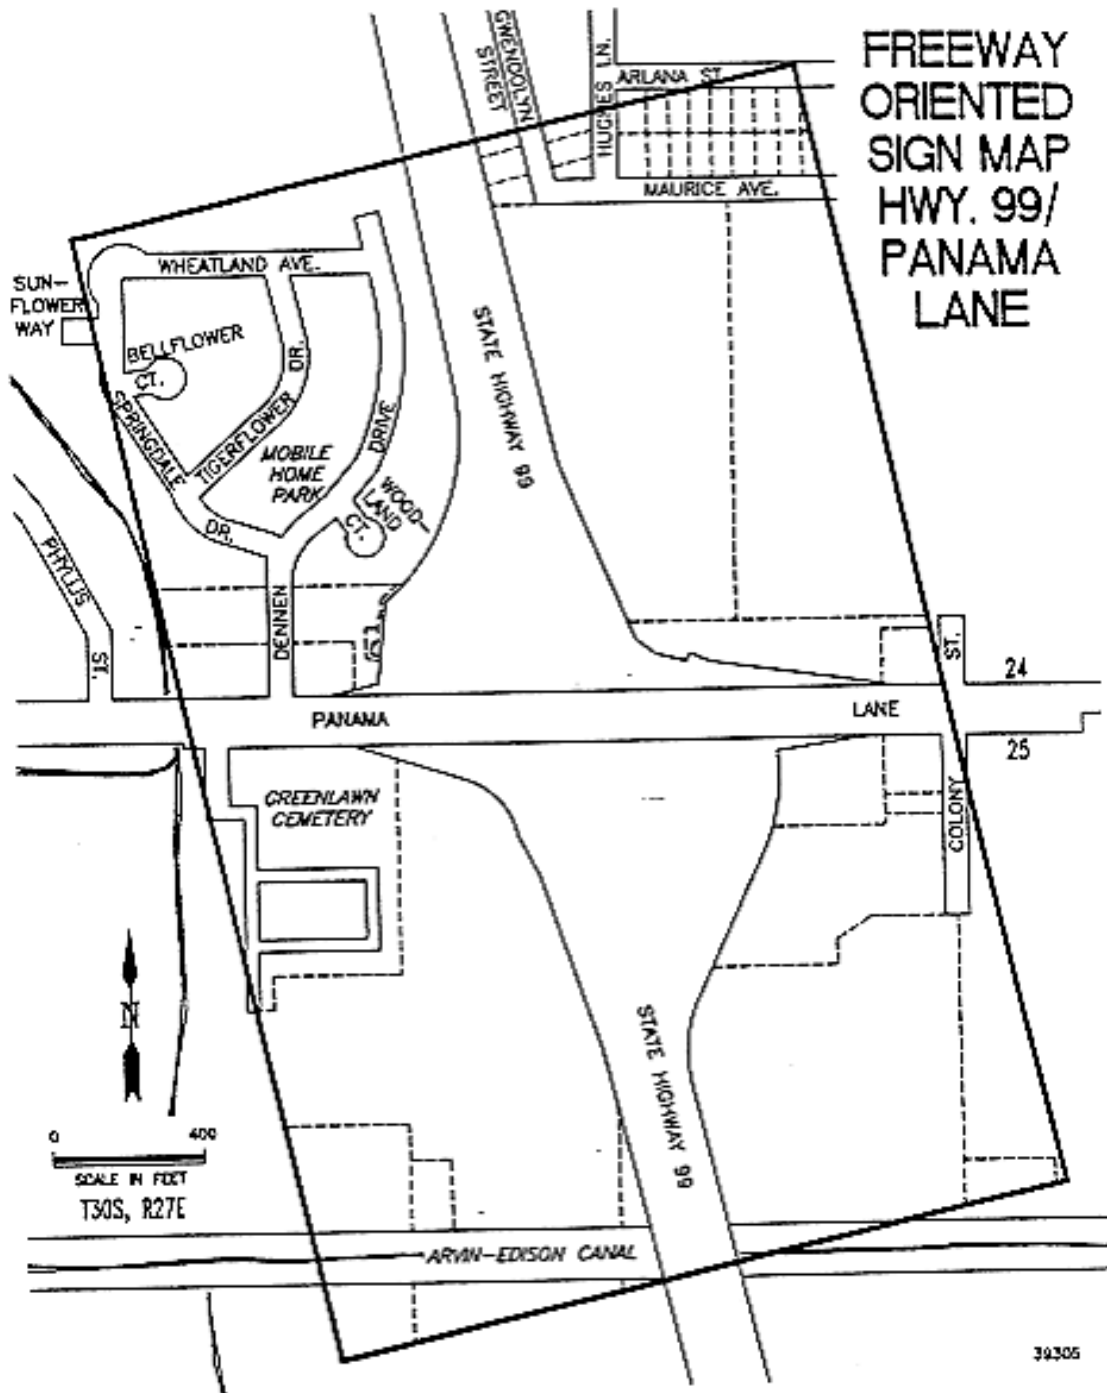 FREEWAY
ORIENTED
SIGN MAP
HWY. 99/
PANAMA
LANE
GWENDOLYN
STREET
HUGHES LN.
ARLANA ST.
MAURICE AVE.
WHEATLAND AVE.
SUN-
FLOWER
WAY
BELLFLOWER
CT.
SPRINGDALE
DR.
TIGERFLOWER DR.
MOBILE
HOME
PARK
DRIVE
WOOD-
LAND
CT.
STATE HIGHWAY 99
PHYLLIS
ST.
DENNEN
ST.
24
PANAMA
LANE
25
GREENLAWN
CEMETERY
COLONY
N
STATE HIGHWAY 99
0 400
SCALE IN FEET
T30S, R27E
ARVIN-EDISON CANAL
39305